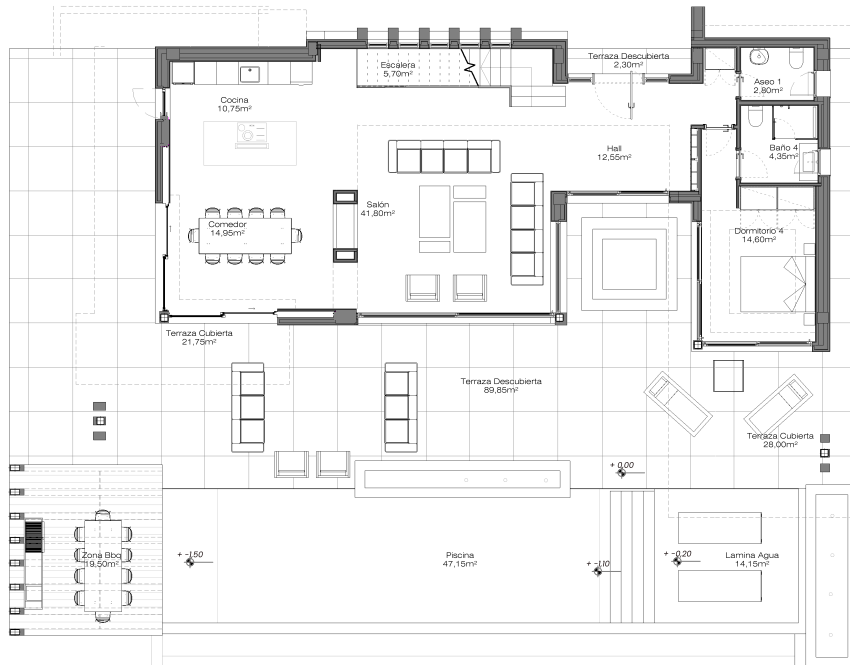 Terraza Descubierta
2,30m²
Escalera
5,70m²
Aseo 1
2,80m²
Cocina
10,75m²
Hall
12,55m²
Baño 4
4,35m²
Salón
41,80m²
Comedor
14,95m²
Dormitorio 4
14,60m²
Terraza Cubierta
21,75m²
Terraza Descubierta
89,85m²
Terraza Cubierta
28,00m²
+ 0,00
Zona Bbq
19,50m²
+ -1,50
Piscina
47,15m²
+ -1,10
+ -0,20
Lamina Agua
14,15m²